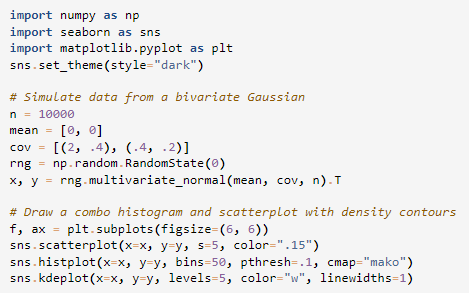 import numpy as np
import seaborn as sns
import matplotlib.pyplot as plt
sns.set_theme(style="dark")
# Simulate data from a bivariate Gaussian
n = 10000
mean = [0, 0]
cov = [(2, .4), (.4, .2)]
rng = np.random.RandomState(0)
x, y = rng.multivariate_normal(mean, cov, n).T
# Draw a combo histogram and scatterplot with density contours
f, ax = plt.subplots(figsize=(6, 6))
sns.scatterplot(x=x, y=y, s=5, color=".15")
sns.histplot(x=x, y=y, bins=50, pthresh=.1, cmap="mako")
sns.kdeplot(x=x, y=y, levels=5, color="w", linewidths=1)